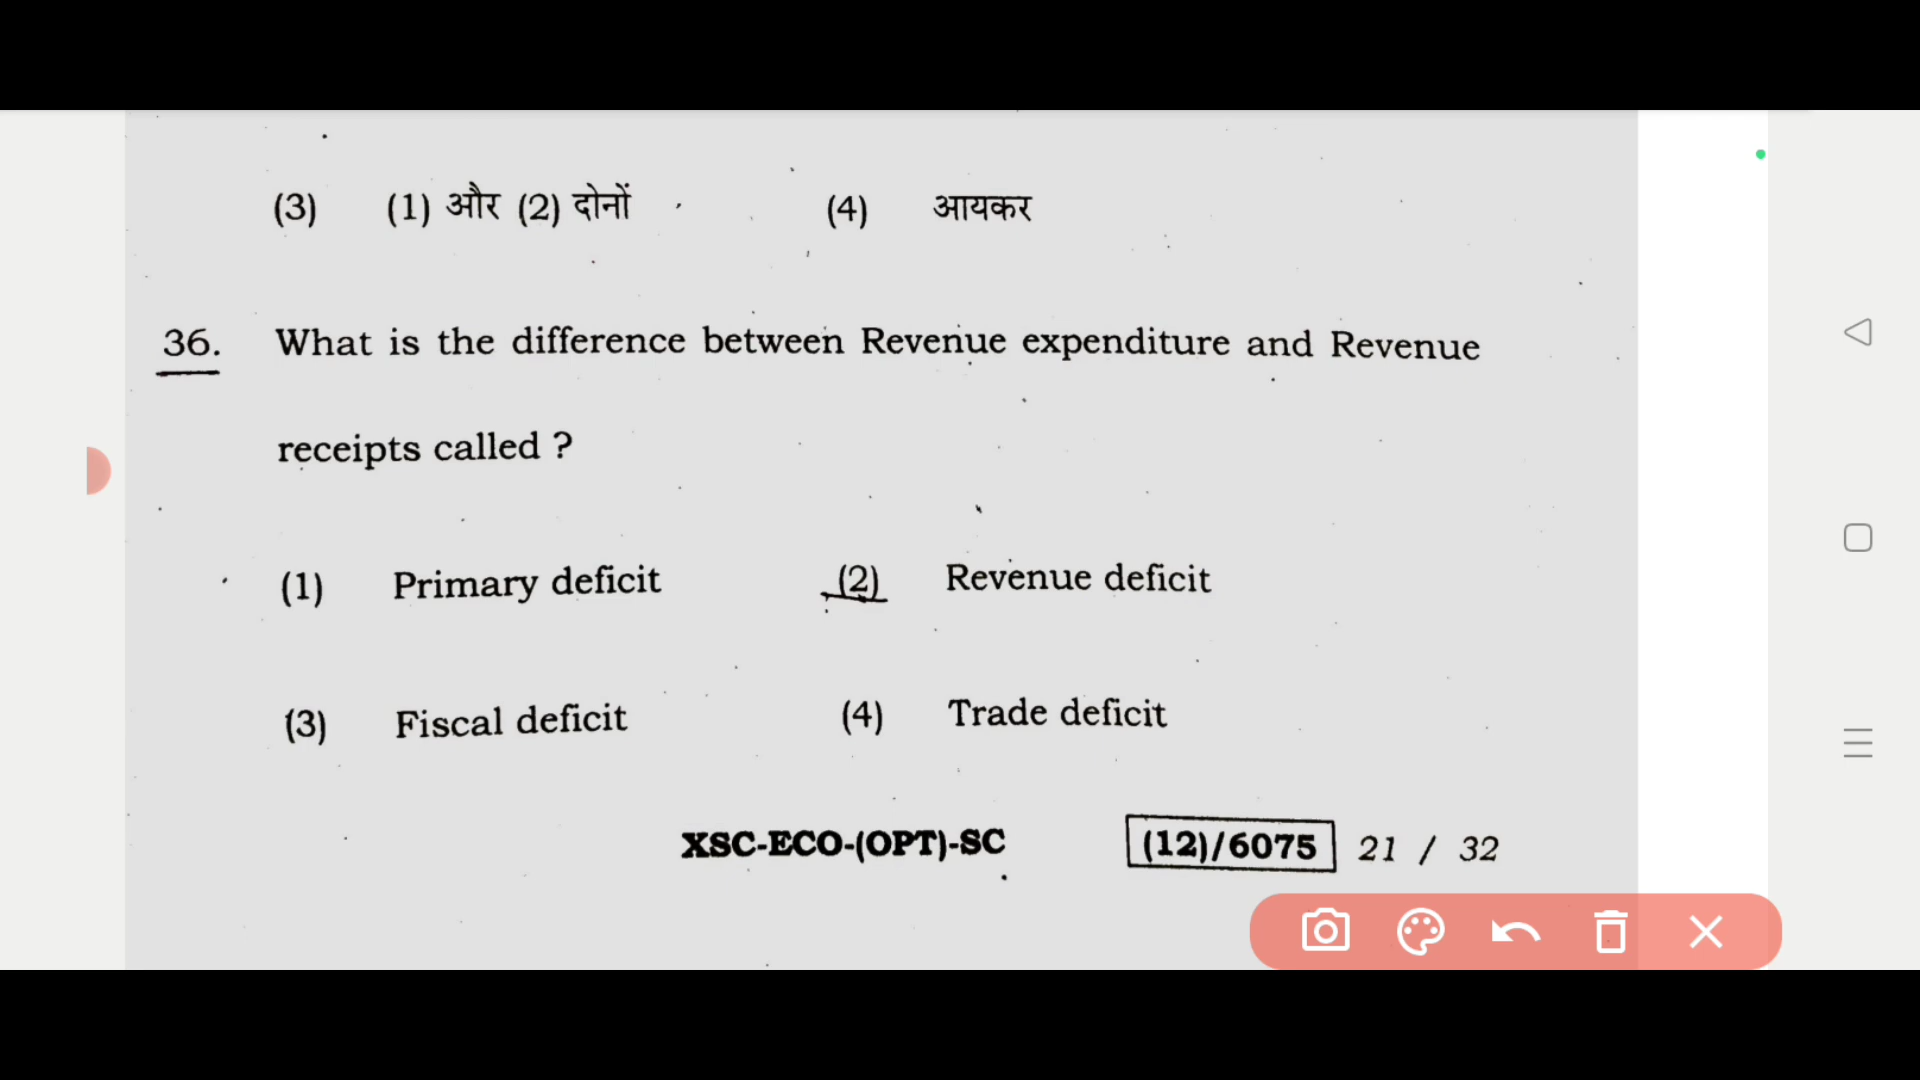 (3) (1) और (2) दोनों (4) आयकर
36. What is the difference between Revenue expenditure and Revenue
receipts called ?
(1) Primary deficit (2) Revenue deficit
(3) Fiscal deficit (4) Trade deficit
XSC-ECO-(OPT)-SC (12)/6075 21 / 32